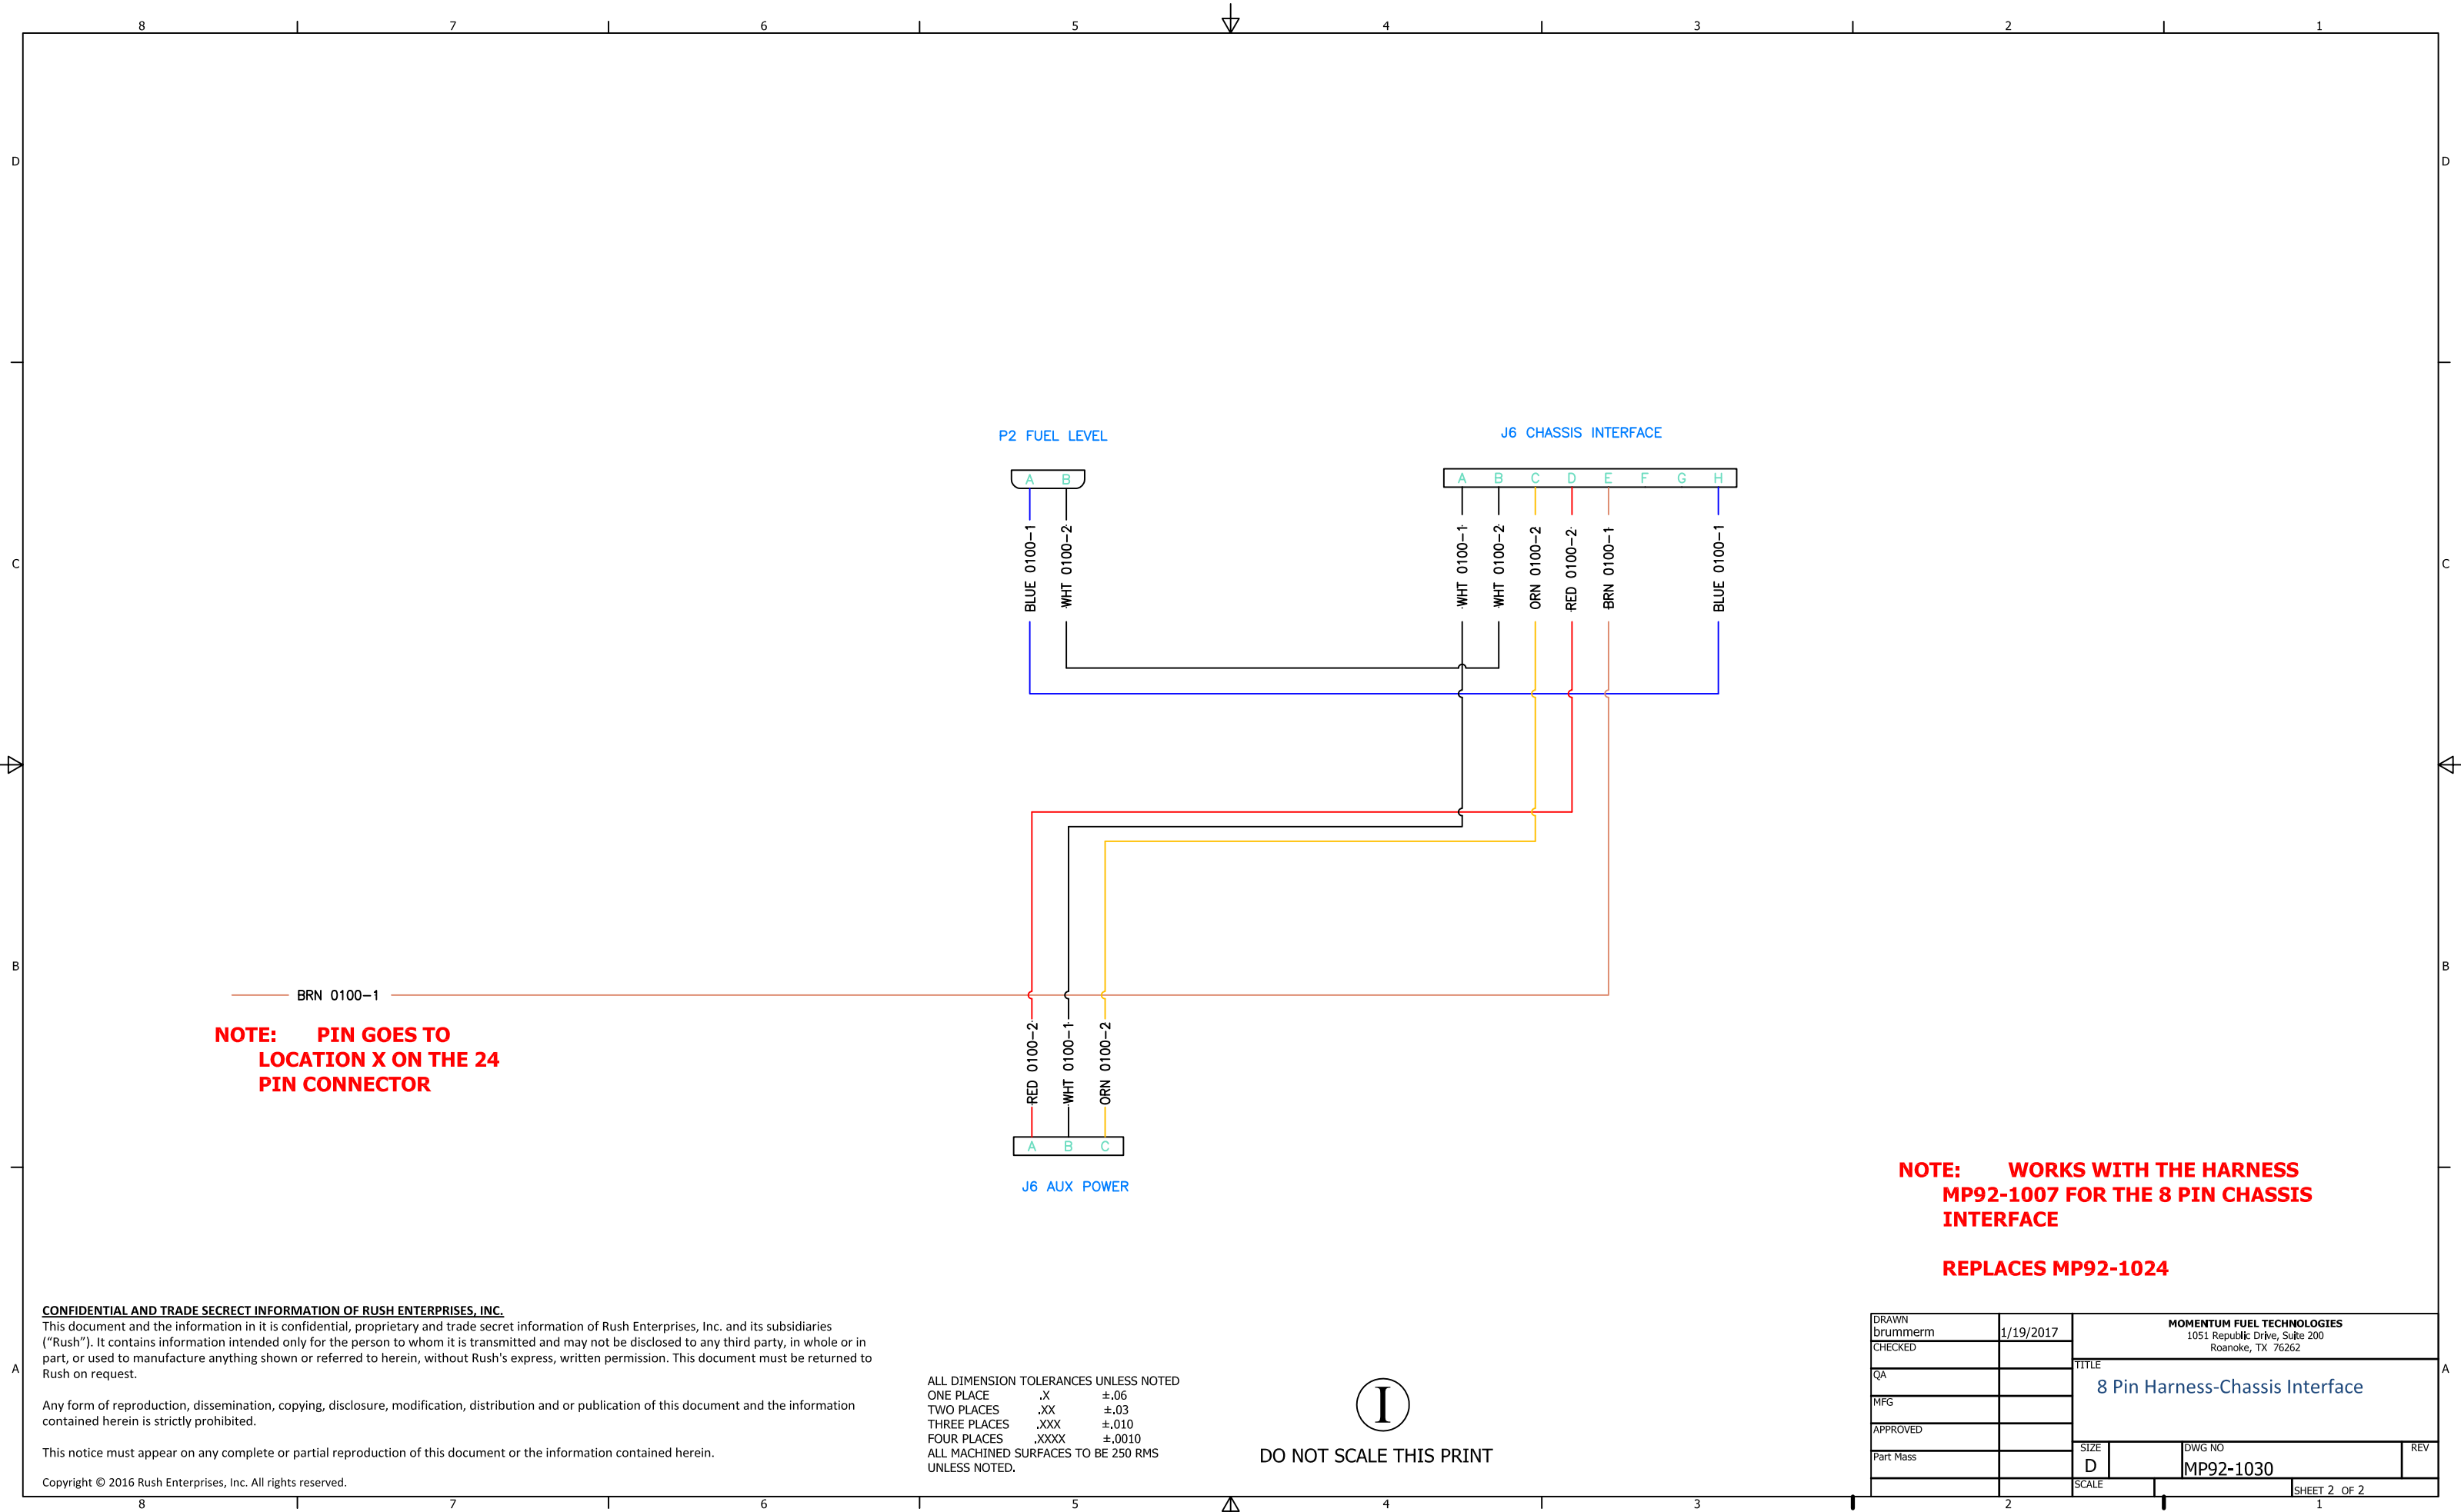 8 7 6 5 4 3 2 1
D D
P2 FUEL LEVEL
J6 CHASSIS INTERFACE
A B
A B C D E F G H
BLUE 0100-1
WHT 0100-2
WHT 0100-1
WHT 0100-2
ORN 0100-2
RED 0100-2
BRN 0100-1
BLUE 0100-1
C C
B B
BRN 0100-1
NOTE: PIN GOES TO
LOCATION X ON THE 24
PIN CONNECTOR
RED 0100-2
WHT 0100-1
ORN 0100-2
A B C
J6 AUX POWER
NOTE: WORKS WITH THE HARNESS
MP92-1007 FOR THE 8 PIN CHASSIS
INTERFACE
REPLACES MP92-1024
CONFIDENTIAL AND TRADE SECRECT INFORMATION OF RUSH ENTERPRISES, INC.
This document and the information in it is confidential, proprietary and trade secret information of Rush Enterprises, Inc. and its subsidiaries
("Rush"). It contains information intended only for the person to whom it is transmitted and may not be disclosed to any third party, in whole or in
part, or used to manufacture anything shown or referred to herein, without Rush's express, written permission. This document must be returned to
Rush on request.
Any form of reproduction, dissemination, copying, disclosure, modification, distribution and or publication of this document and the information
contained herein is strictly prohibited.
This notice must appear on any complete or partial reproduction of this document or the information contained herein.
Copyright © 2016 Rush Enterprises, Inc. All rights reserved.
A A
ALL DIMENSION TOLERANCES UNLESS NOTED
ONE PLACE .X ±.06
TWO PLACES .XX ±.03
THREE PLACES .XXX ±.010
FOUR PLACES .XXXX ±.0010
ALL MACHINED SURFACES TO BE 250 RMS
UNLESS NOTED.
I
DO NOT SCALE THIS PRINT
DRAWN
brummerm 1/19/2017
CHECKED
QA
MFG
APPROVED
Part Mass
MOMENTUM FUEL TECHNOLOGIES
1051 Republic Drive, Suite 200
Roanoke, TX 76262
TITLE
8 Pin Harness-Chassis Interface
SIZE
D
DWG NO
MP92-1030
REV
SCALE
SHEET 2 OF 2
8 7 6 5 4 3 2 1